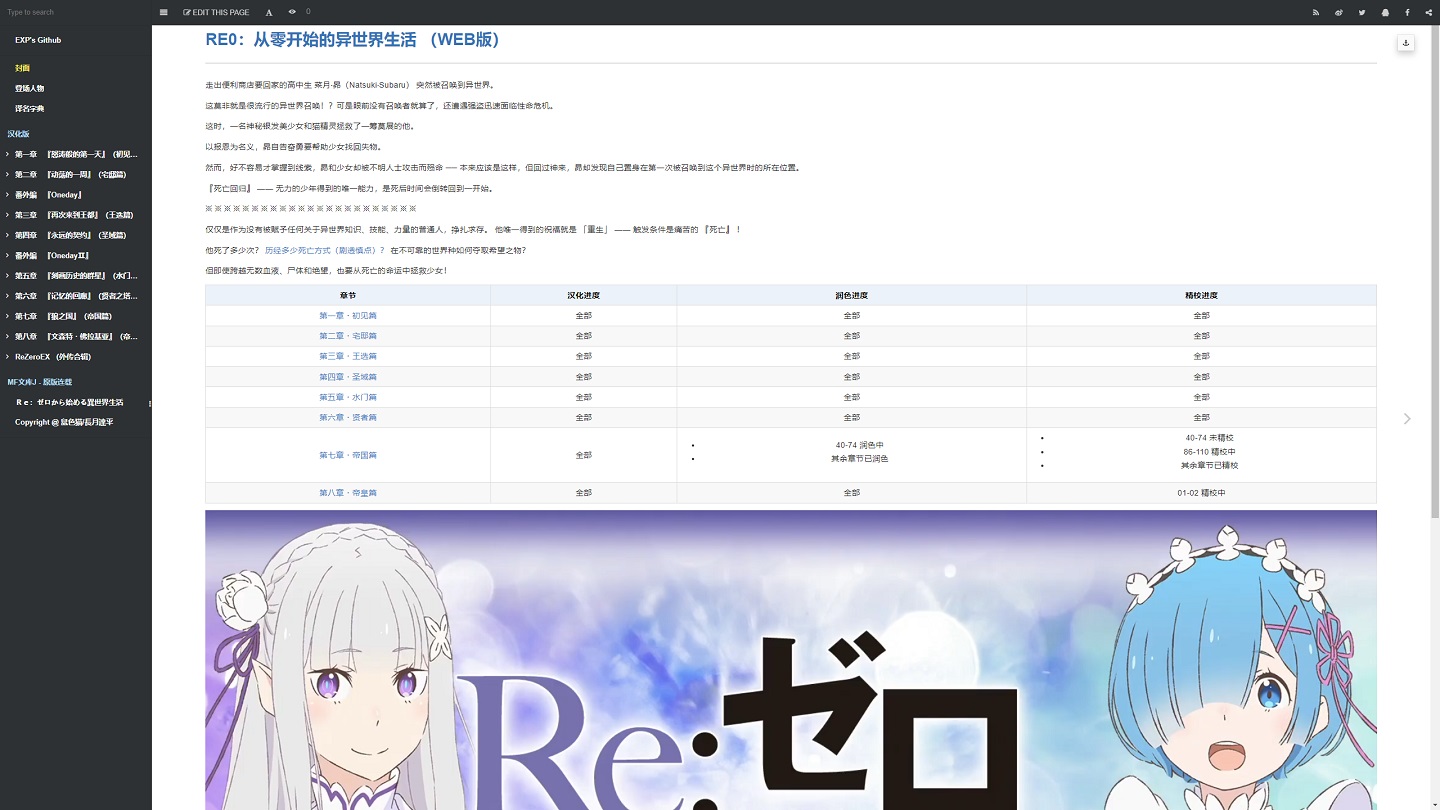 Type to search
EDIT THIS PAGE
A
0
EXP's Github
封面
登场人物
译名字典
汉化版
第一章 『怒涛般的第一天』（初见...
第二章 『动荡的一周』（宅邸篇）
番外编 『Oneday』
第三章 『再次来到王都』（王选篇）
第四章 『永远的契约』（圣域篇）
番外编 『OnedayⅡ』
第五章 『刻画历史的群星』（水门...
第六章 『记忆的回廊』（贤者之塔...
第七章 『狼之国』（帝国篇）
第八章 『文森特·佛拉基亚』（帝...
ReZeroEX （外传合辑）
MF文库J - 原版连载
Ｒｅ：ゼロから始める異世界生活
Copyright @ 鼠色猫/長月達平
RE0：从零开始的异世界生活 （WEB版）
走出便利商店要回家的高中生 菜月·昴（Natsuki·Subaru） 突然被召唤到异世界。
这莫非就是很流行的异世界召唤！？可是眼前没有召唤者就算了，还遭遇强盗迅速面临性命危机。
这时，一名神秘银发美少女和猫精灵拯救了一筹莫展的他。
以报恩为名义，昴自告奋勇要帮助少女找回失物。
然而，好不容易才掌握到线索，昴和少女却被不明人士攻击而殒命 —— 本来应该是这样，但回过神来，昴却发现自己置身在第一次被召唤到这个异世界时的所在位置。
『死亡回归』 —— 无力的少年得到的唯一能力，是死后时间会倒转回到一开始。
※ ※ ※ ※ ※ ※ ※ ※ ※ ※ ※ ※ ※ ※ ※ ※ ※ ※ ※ ※ ※ ※ ※
仅仅是作为没有被赋予任何关于异世界知识、技能、力量的普通人，挣扎求存。 他唯一得到的祝福就是 「重生」 —— 触发条件是痛苦的 『死亡』！
他死了多少次？ 历经多少死亡方式（剧透慎点）？ 在不可靠的世界种如何夺取希望之物？
但即使跨越无数血液、尸体和绝望，也要从死亡的命运中拯救少女！
章节 汉化进度 润色进度 精校进度
第一章 · 初见篇 全部 全部 全部
第二章 · 宅邸篇 全部 全部 全部
第三章 · 王选篇 全部 全部 全部
第四章 · 圣域篇 全部 全部 全部
第五章 · 水门篇 全部 全部 全部
第六章 · 贤者篇 全部 全部 全部
第七章 · 帝国篇 全部
40-74 润色中
其余章节已润色
40-74 未精校
86-110 精校中
其余章节已精校
第八章 · 帝皇篇 全部 全部 01-02 精校中
Re:ゼロ